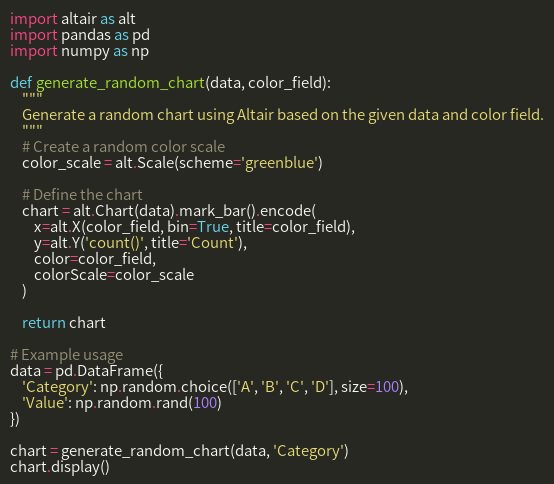 import altair as alt
import pandas as pd
import numpy as np

def generate_random_chart(data, color_field):
    """
    Generate a random chart using Altair based on the given data and color field.
    """
    # Create a random color scale
    color_scale = alt.Scale(scheme='greenblue')

    # Define the chart
    chart = alt.Chart(data).mark_bar().encode(
        x=alt.X(color_field, bin=True, title=color_field),
        y=alt.Y('count()', title='Count'),
        color=color_field,
        colorScale=color_scale
    )

    return chart

# Example usage
data = pd.DataFrame({
    'Category': np.random.choice(['A', 'B', 'C', 'D'], size=100),
    'Value': np.random.rand(100)
})

chart = generate_random_chart(data, 'Category')
chart.display()